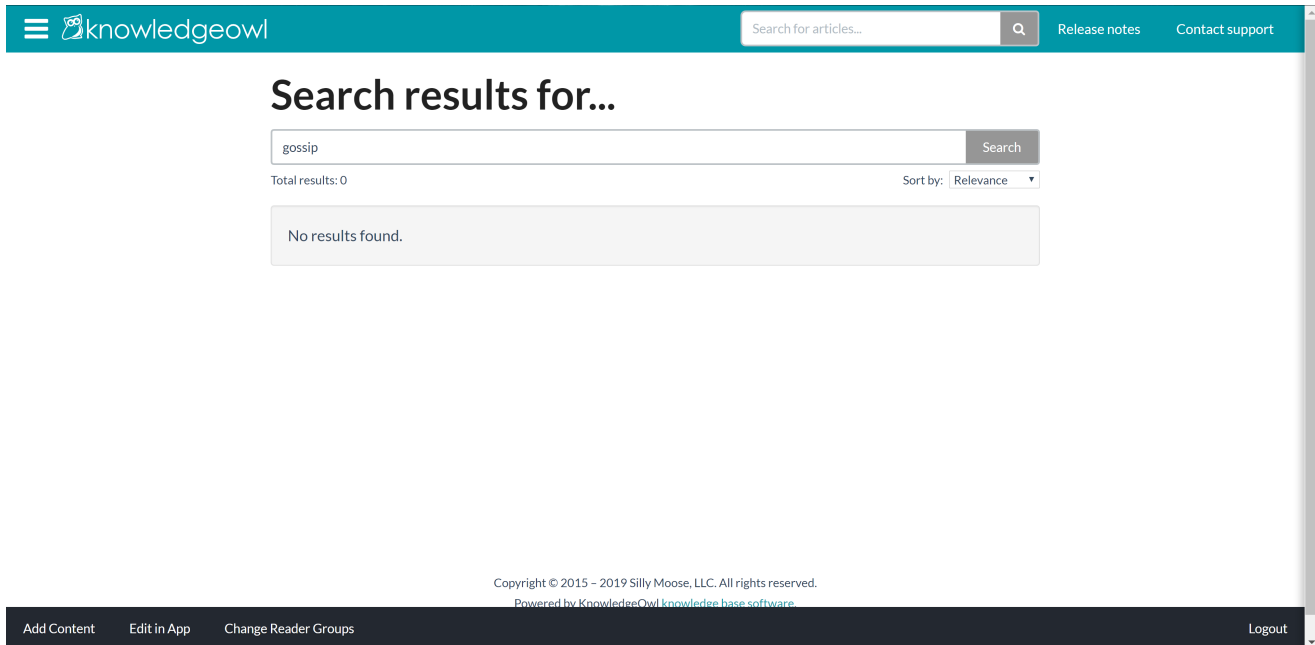 knowledgeowl
Search for articles...
Release notes
Contact support
Search results for...
gossip
Search
Total results: 0
Sort by:
Relevance
No results found.
Copyright © 2015 – 2019 Silly Moose, LLC. All rights reserved.
Powered by KnowledgeOwl knowledge base software.
Add Content
Edit in App
Change Reader Groups
Logout